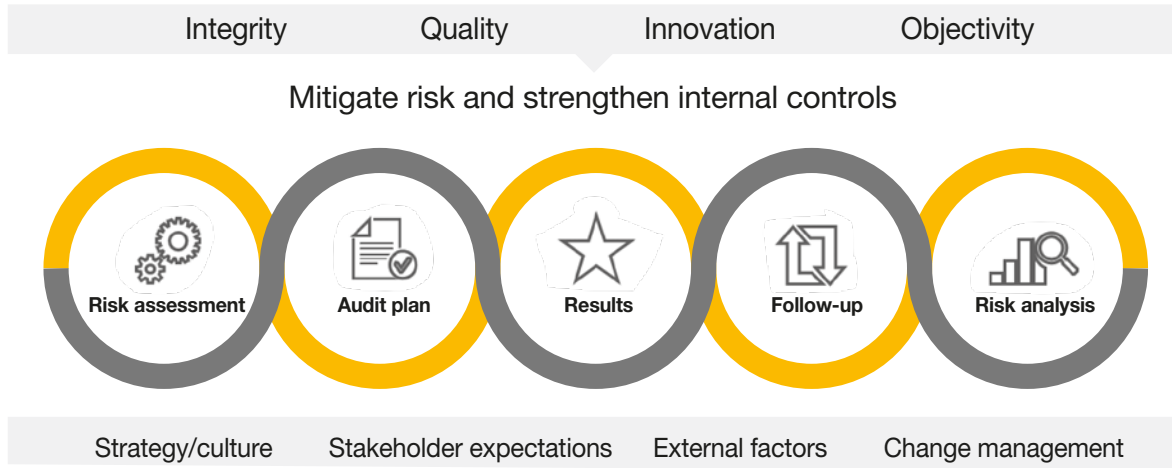 Integrity Quality Innovation Objectivity
Mitigate risk and strengthen internal controls
Risk assessment Audit plan Results Follow-up Risk analysis
Strategy/culture Stakeholder expectations External factors Change management